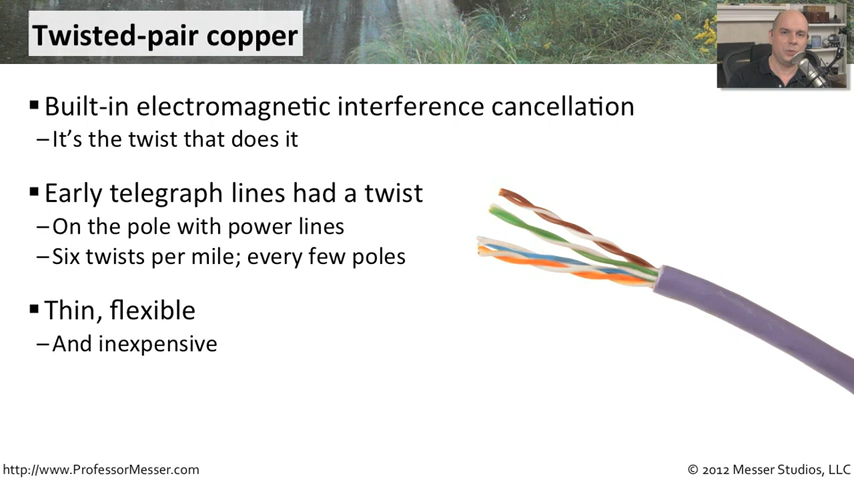 Twisted-pair copper
▪ Built-in electromagnetic interference cancellation
– It’s the twist that does it
▪ Early telegraph lines had a twist
– On the pole with power lines
– Six twists per mile; every few poles
▪ Thin, flexible
– And inexpensive
http://www.ProfessorMesser.com
© 2012 Messer Studios, LLC